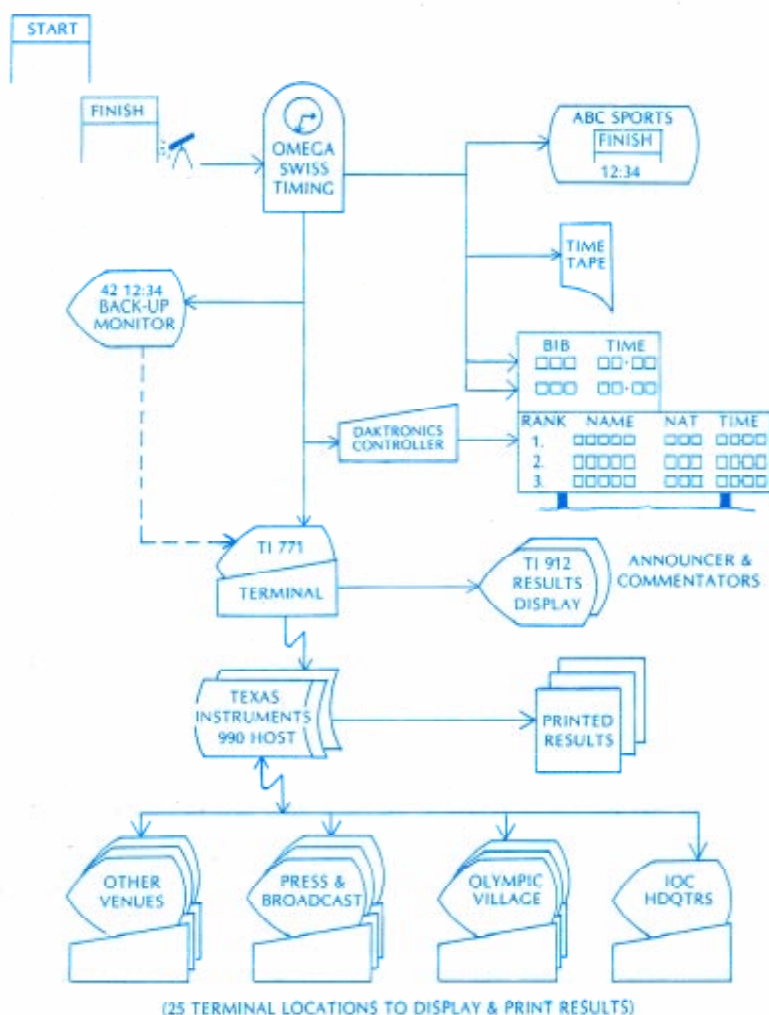 START
FINISH
OMEGA
SWISS
TIMING
ABC SPORTS
FINISH
12:34
TIME
TAPE
42 12:34
BACK-UP
MONITOR
BIB TIME
DAKTRONICS
CONTROLLER
RANK NAME NAT TIME
1.
2.
3.
TI 771
TERMINAL
TI 912
RESULTS
DISPLAY
ANNOUNCER &
COMMENTATORS
TEXAS
INSTRUMENTS
990 HOST
PRINTED
RESULTS
OTHER
VENUES
PRESS &
BROADCAST
OLYMPIC
VILLAGE
IOC
HDQTRS
(25 TERMINAL LOCATIONS TO DISPLAY & PRINT RESULTS)